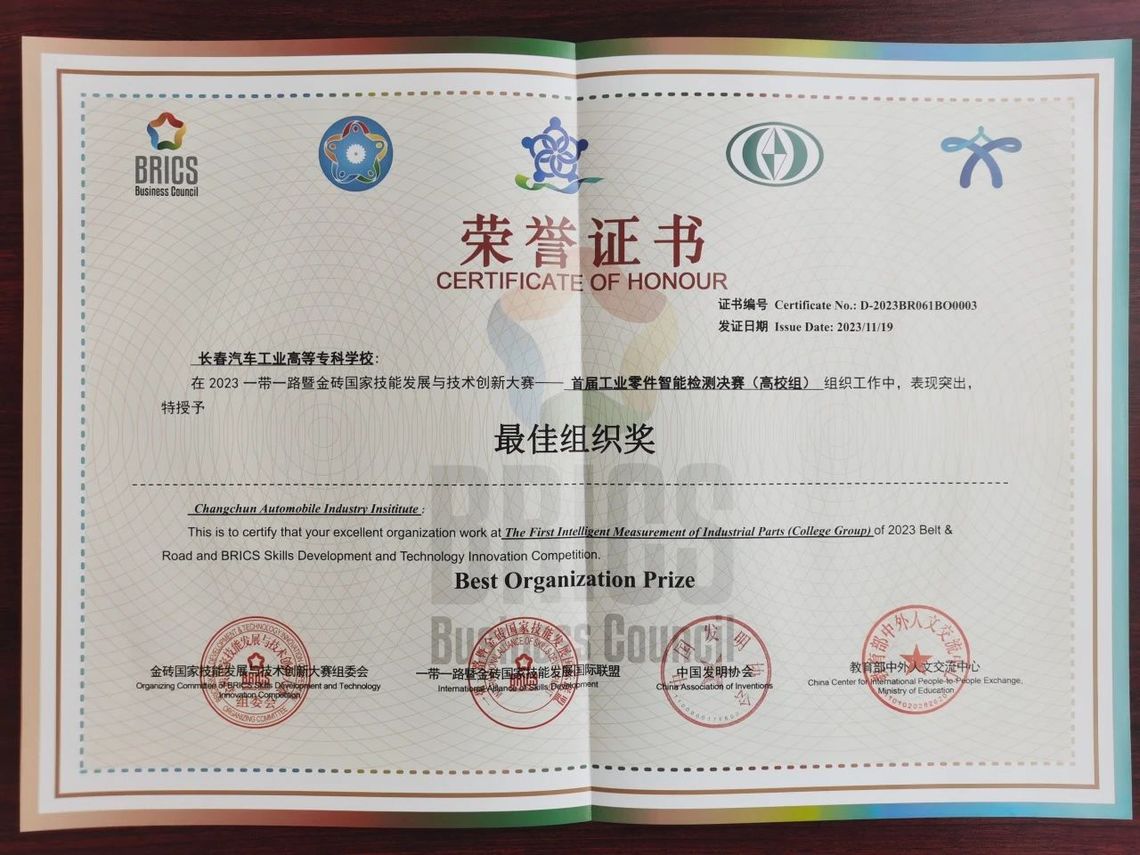 BRICS
Business Council
荣誉证书
CERTIFICATE OF HONOUR
证书编号 Certificate No.: D-2023BR061BO0003
发证日期 Issue Date: 2023/11/19
长春汽车工业高等专科学校:
在 2023 一带一路暨金砖国家技能发展与技术创新大赛——首届工业零件智能检测决赛（高校组） 组织工作中，表现突出，
特授予
最佳组织奖
Changchun Automobile Industry Insititute :
This is to certify that your excellent organization work at The First Intelligent Measurement of Industrial Parts (College Group) of 2023 Belt &
Road and BRICS Skills Development and Technology Innovation Competition.
Best Organization Prize
BRICS
Business Council
金砖国家技能发展与技术创新大赛组委会
Organizing Committee of BRICS Skills Development and Technology
Innovation Competition
组委会
ORGANIZING COMMITTEE
一带一路暨金砖国家技能发展国际联盟
International Alliance of Skills Development
中国发明协会
China Association of Inventions
教育部中外人文交流中心
China Center for International People-to-People Exchange,
Ministry of Education